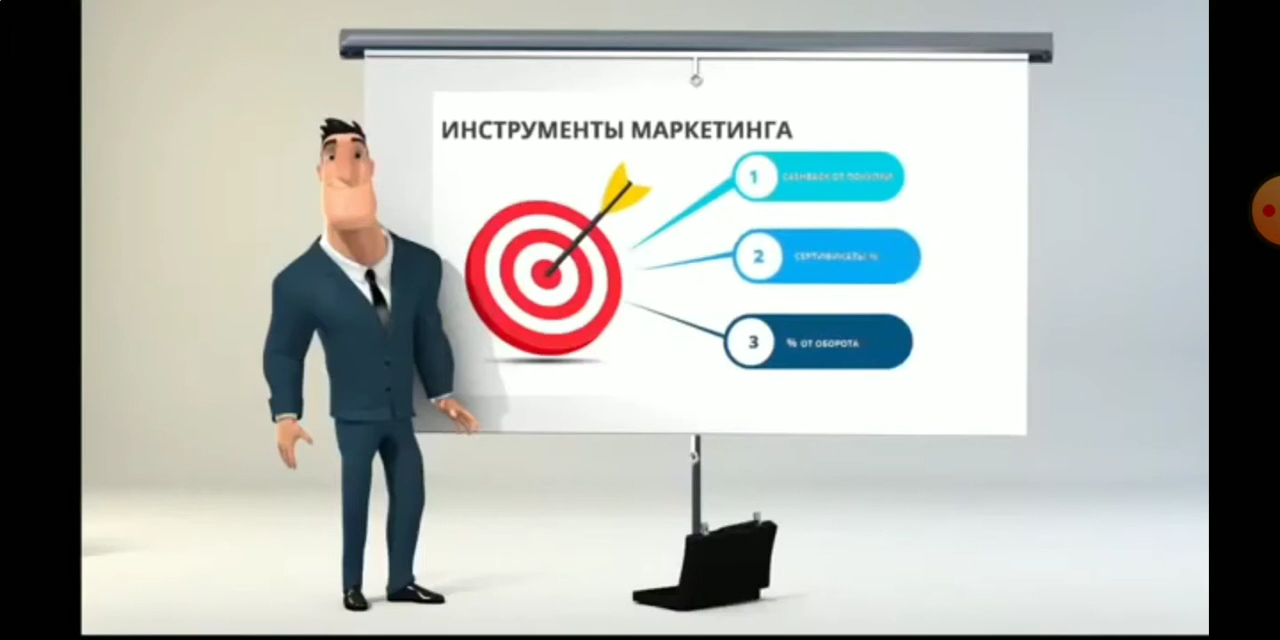 ИНСТРУМЕНТЫ МАРКЕТИНГА
1
CASHBACK ОТ ПОКУПКИ
2
СЕРТИФИКАТЫ %
3
% ОТ ОБОРОТА